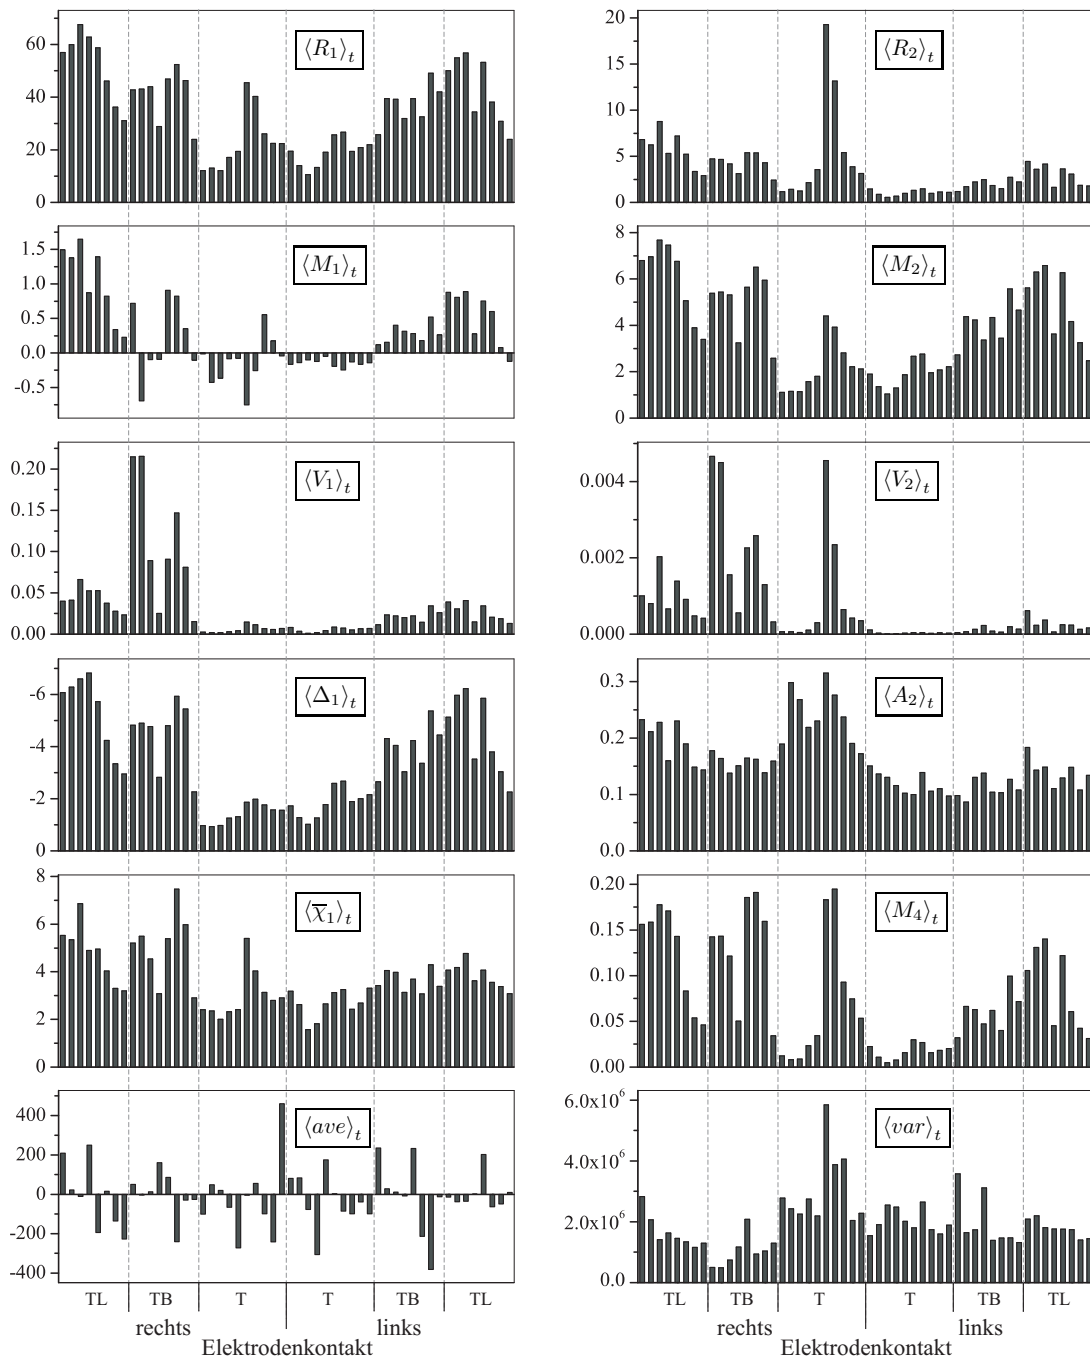 60
40
20
0
⟨R₁⟩ₜ
20
15
10
5
0
⟨R₂⟩ₜ
1.5
1.0
0.5
0.0
-0.5
⟨M₁⟩ₜ
8
6
4
2
0
⟨M₂⟩ₜ
0.20
0.15
0.10
0.05
0.00
⟨V₁⟩ₜ
0.004
0.002
0.000
⟨V₂⟩ₜ
-6
-4
-2
0
⟨Δ₁⟩ₜ
0.3
0.2
0.1
0.0
⟨A₂⟩ₜ
8
6
4
2
0
⟨χ̅₁⟩ₜ
0.20
0.15
0.10
0.05
0.00
⟨M₄⟩ₜ
400
200
0
-200
-400
⟨ave⟩ₜ
6.0x10⁶
4.0x10⁶
2.0x10⁶
0.0
⟨var⟩ₜ
TL TB T T TB TL
rechts links
Elektrodenkontakt
TL TB T T TB TL
rechts links
Elektrodenkontakt